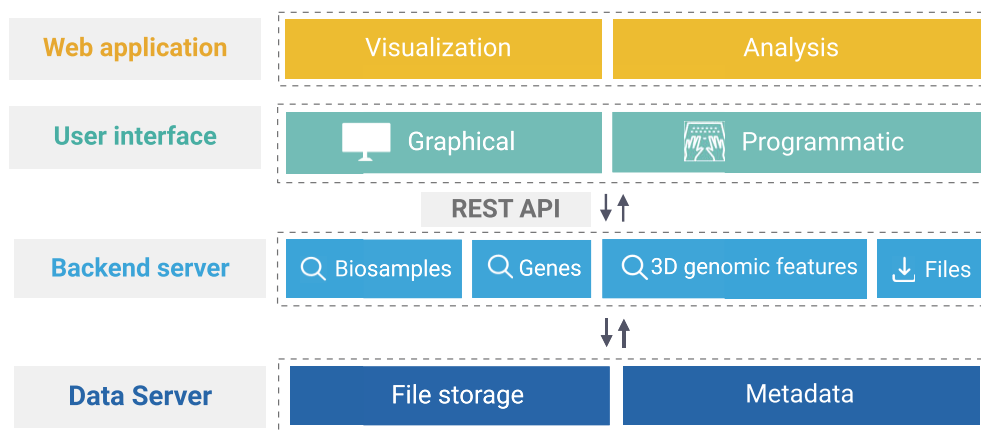 Web application
Visualization
Analysis
User interface
Graphical
Programmatic
REST API
Backend server
Biosamples
Genes
3D genomic features
Files
Data Server
File storage
Metadata